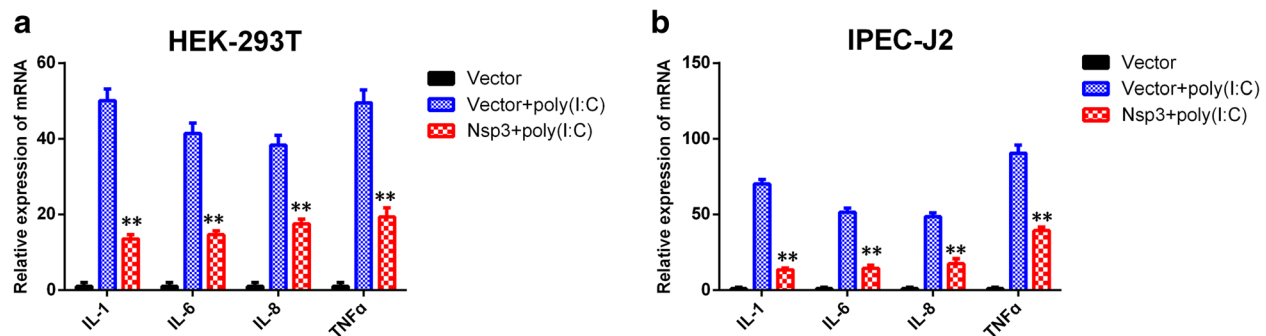 a
HEK-293T
Relative expression of mRNA
60
40
20
0
** ** ** **
IL-1 IL-6 IL-8 TNFα
Vector
Vector+poly(I:C)
Nsp3+poly(I:C)
b
IPEC-J2
Relative expression of mRNA
150
100
50
0
** ** ** **
IL-1 IL-6 IL-8 TNFα
Vector
Vector+poly(I:C)
Nsp3+poly(I:C)